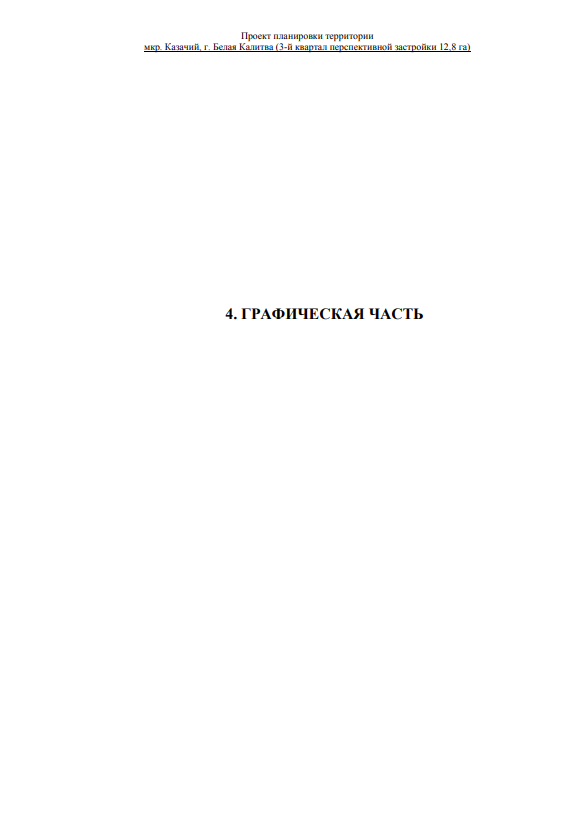 Проект планировки территории
мкр. Казачий, г. Белая Калитва (3-й квартал перспективной застройки 12,8 га)
4. ГРАФИЧЕСКАЯ ЧАСТЬ